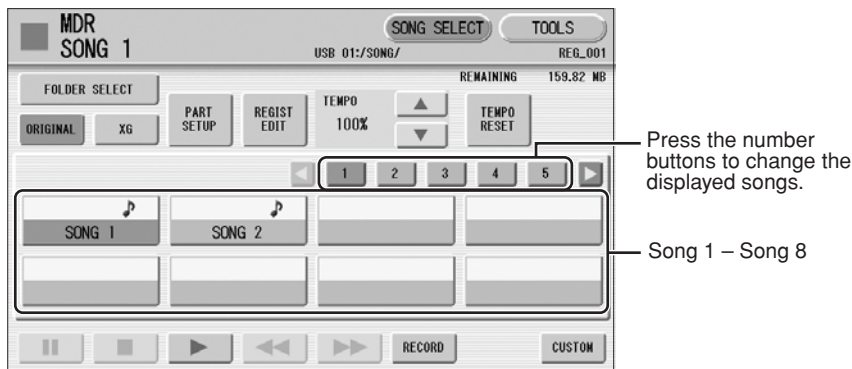 MDR
SONG 1
SONG SELECT
TOOLS
USB 01:/SONG/
REG_001
REMAINING 159.82 MB
FOLDER SELECT
ORIGINAL
XG
PART
SETUP
REGIST
EDIT
TEMPO
100%
TEMPO
RESET
1 2 3 4 5
Press the number
buttons to change the
displayed songs.
SONG 1
SONG 2
Song 1 – Song 8
RECORD
CUSTOM